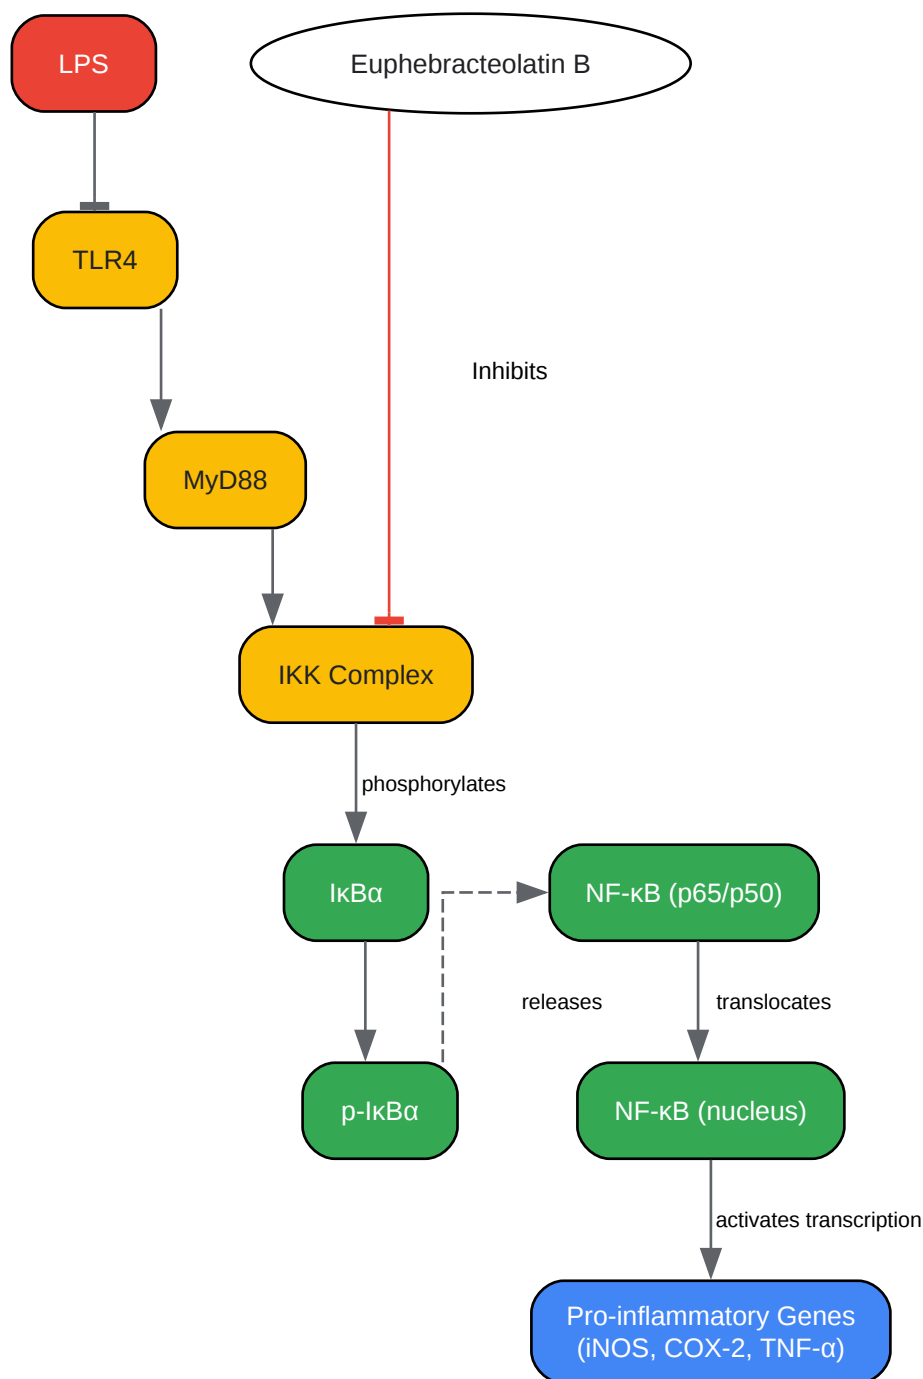 LPS
Euphebracteolatin B
TLR4
Inhibits
MyD88
IKK Complex
phosphorylates
IκBα
NF-κB (p65/p50)
releases
translocates
p-IκBα
NF-κB (nucleus)
activates transcription
Pro-inflammatory Genes
(iNOS, COX-2, TNF-α)